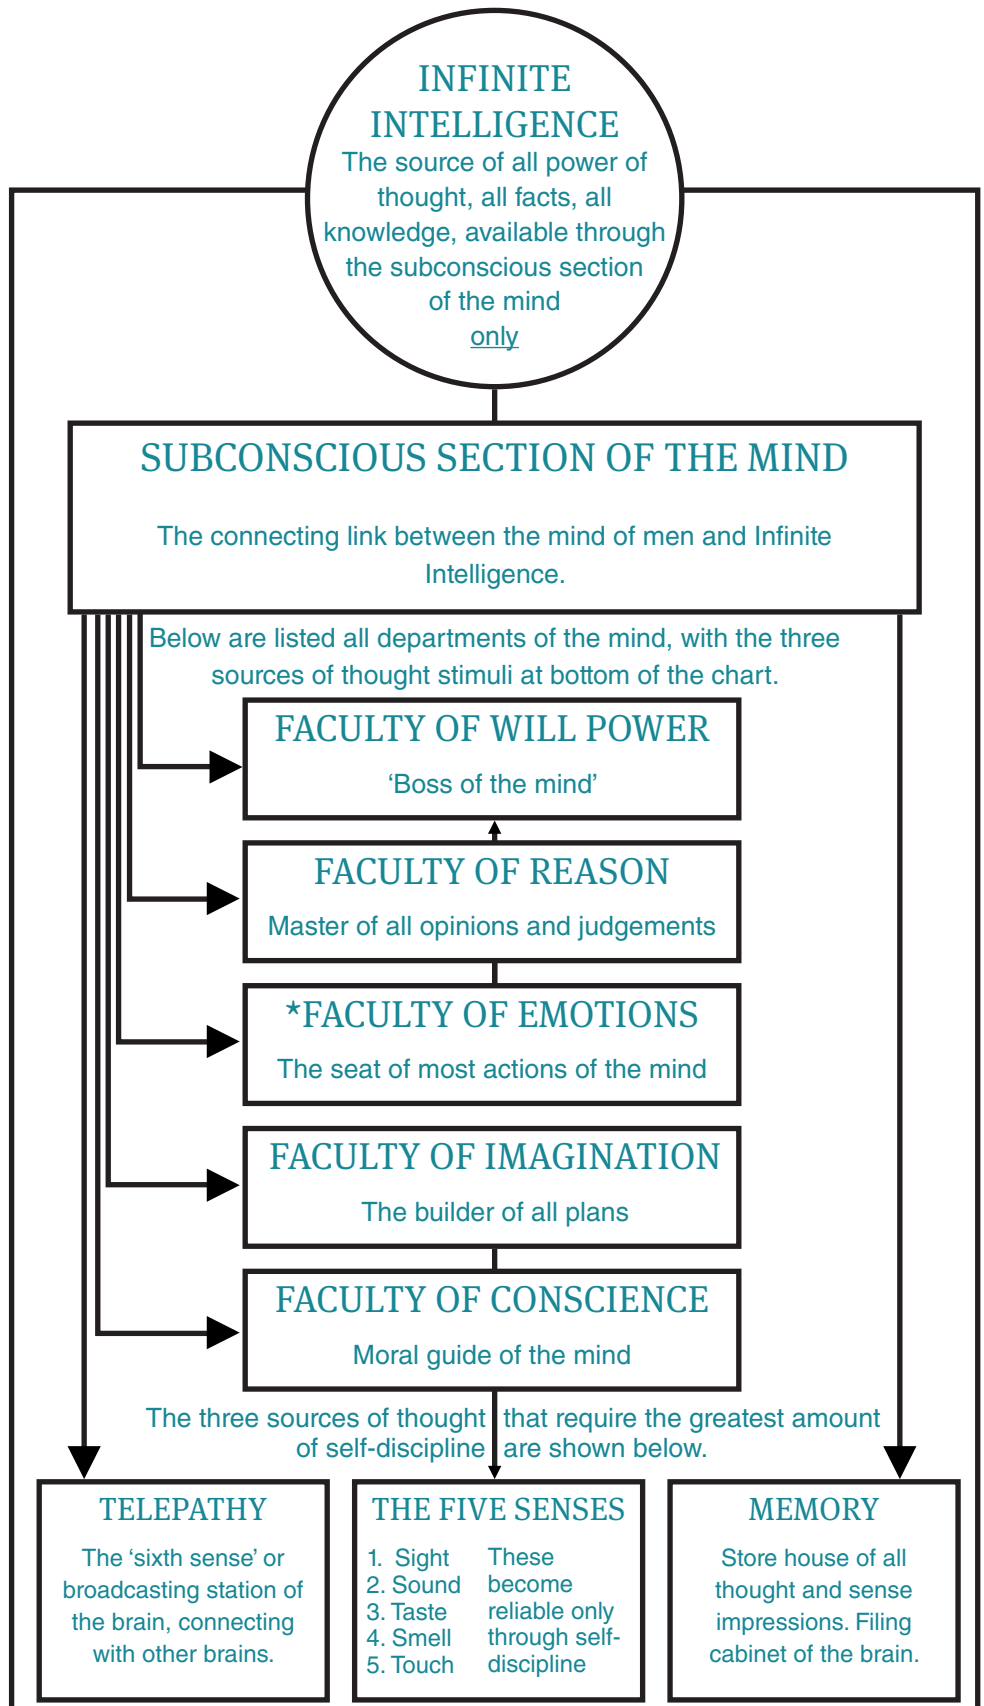 INFINITE
INTELLIGENCE
The source of all power of
thought, all facts, all
knowledge, available through
the subconscious section
of the mind
only
SUBCONSCIOUS SECTION OF THE MIND
The connecting link between the mind of men and Infinite
Intelligence.
Below are listed all departments of the mind, with the three
sources of thought stimuli at bottom of the chart.
FACULTY OF WILL POWER
‘Boss of the mind’
FACULTY OF REASON
Master of all opinions and judgements
*FACULTY OF EMOTIONS
The seat of most actions of the mind
FACULTY OF IMAGINATION
The builder of all plans
FACULTY OF CONSCIENCE
Moral guide of the mind
The three sources of thought that require the greatest amount
of self-discipline are shown below.
TELEPATHY
The ‘sixth sense’ or
broadcasting station of
the brain, connecting
with other brains.
THE FIVE SENSES
1. Sight
2. Sound
3. Taste
4. Smell
5. Touch
These
become
reliable only
through self-
discipline
MEMORY
Store house of all
thought and sense
impressions. Filing
cabinet of the brain.